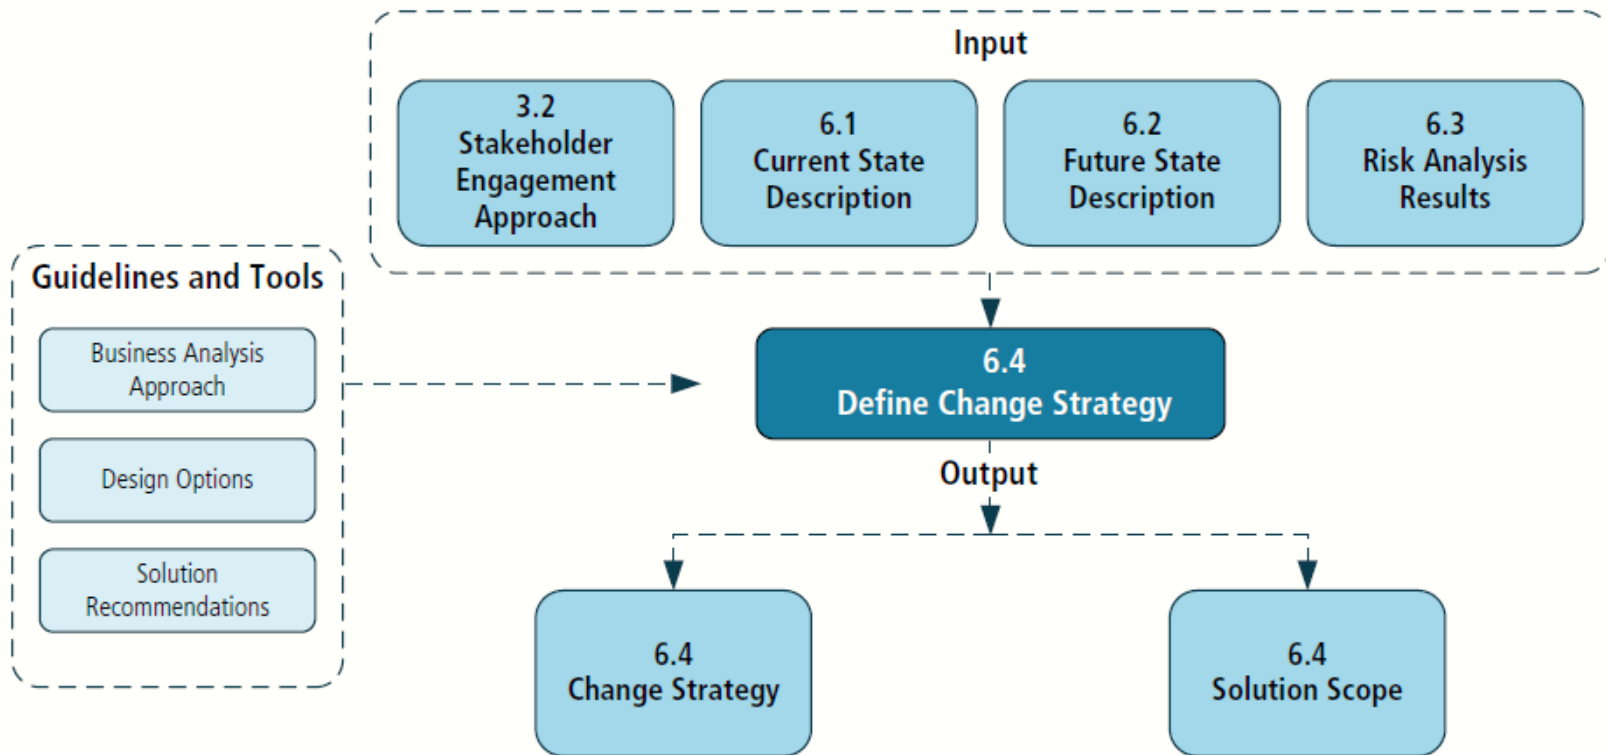 Input
3.2
Stakeholder
Engagement
Approach
6.1
Current State
Description
6.2
Future State
Description
6.3
Risk Analysis
Results
Guidelines and Tools
Business Analysis
Approach
Design Options
Solution
Recommendations
6.4
Define Change Strategy
Output
6.4
Change Strategy
6.4
Solution Scope